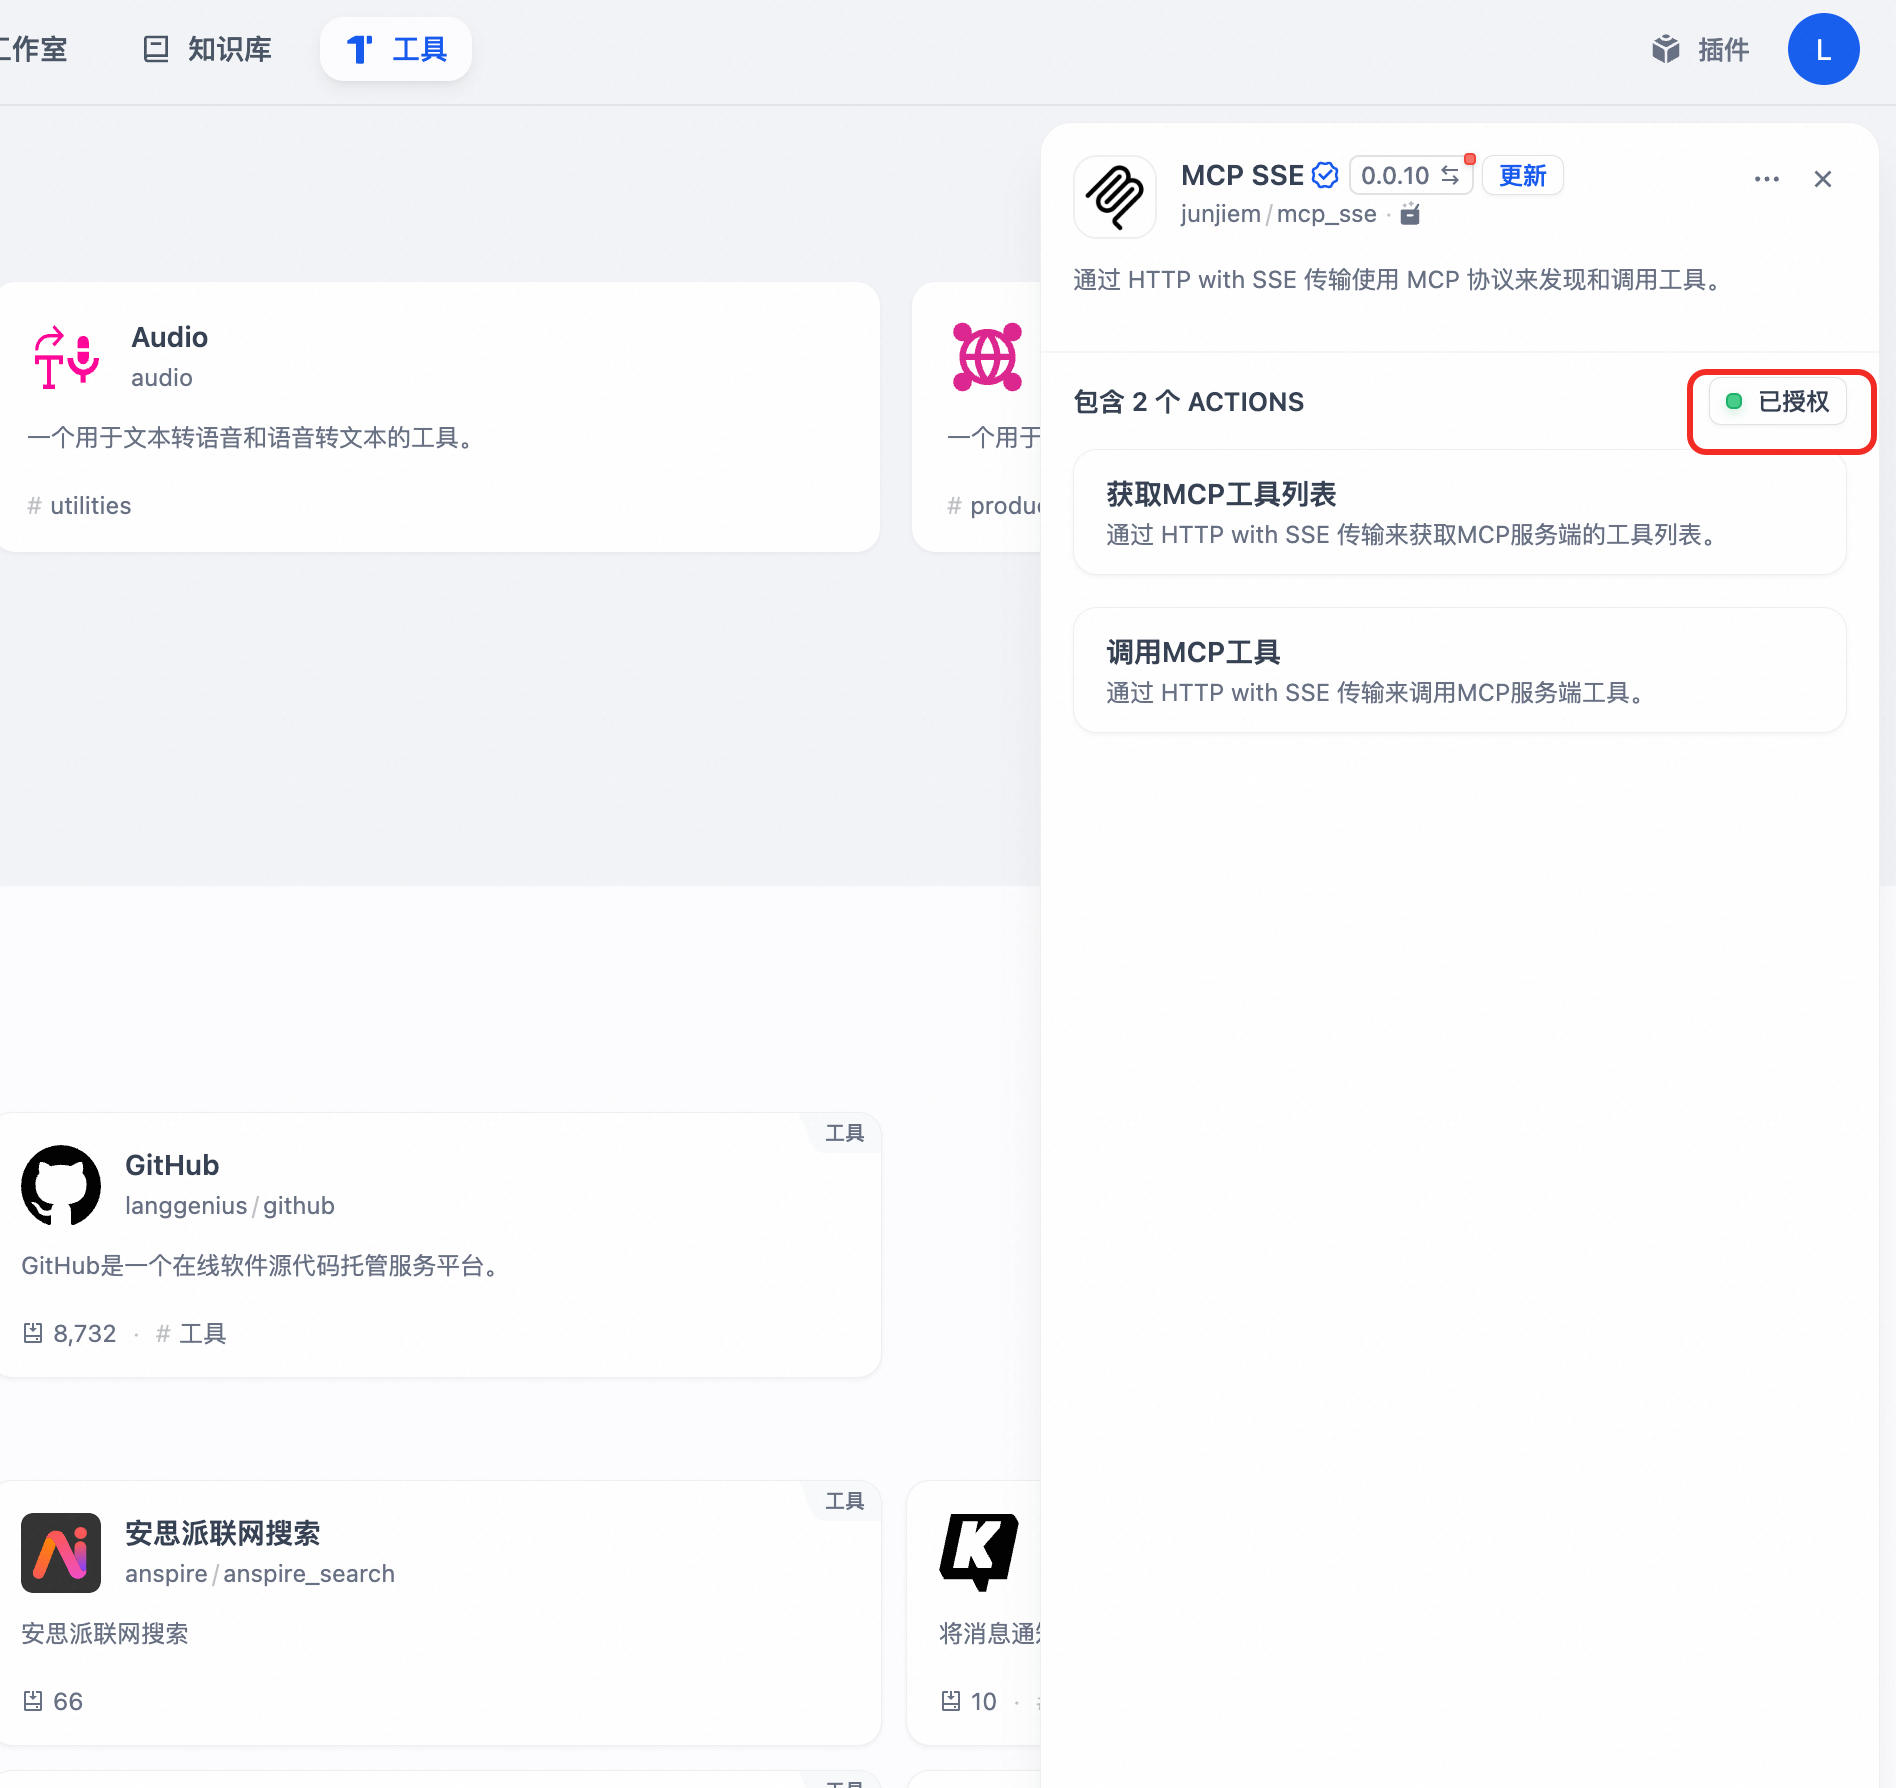 工作室
知识库
工具
插件
L
Audio
audio
一个用于文本转语音和语音转文本的工具。
# utilities
一个用于
# produc
MCP SSE
0.0.10
更新
junjiem / mcp_sse ·
通过 HTTP with SSE 传输使用 MCP 协议来发现和调用工具。
包含 2 个 ACTIONS
已授权
获取MCP工具列表
通过 HTTP with SSE 传输来获取MCP服务端的工具列表。
调用MCP工具
通过 HTTP with SSE 传输来调用MCP服务端工具。
工具
GitHub
langgenius / github
GitHub是一个在线软件源代码托管服务平台。
8,732 · # 工具
工具
安思派联网搜索
anspire / anspire_search
安思派联网搜索
66
K
将消息通知
10 · #
工具